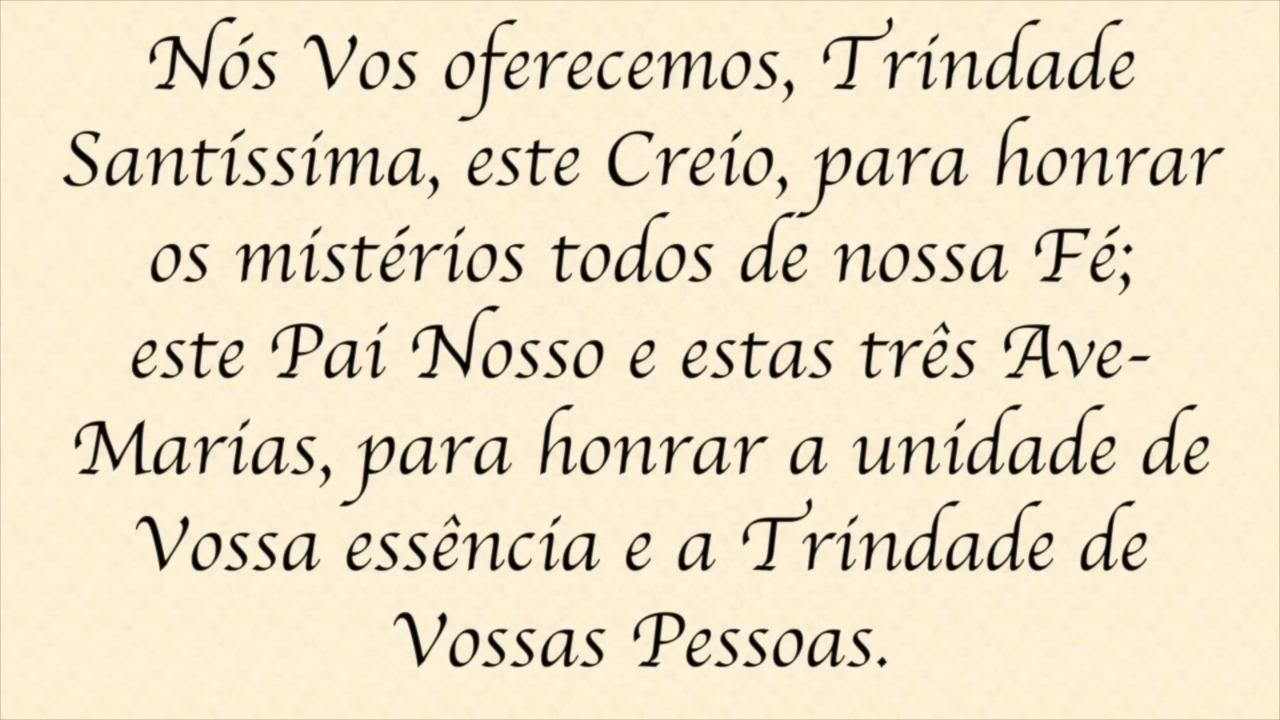 Nós Vos oferecemos, Trindade
Santíssima, este Creio, para honrar
os mistérios todos de nossa Fé;
este Pai Nosso e estas três Ave-
Marias, para honrar a unidade de
Vossa essência e a Trindade de
Vossas Pessoas.